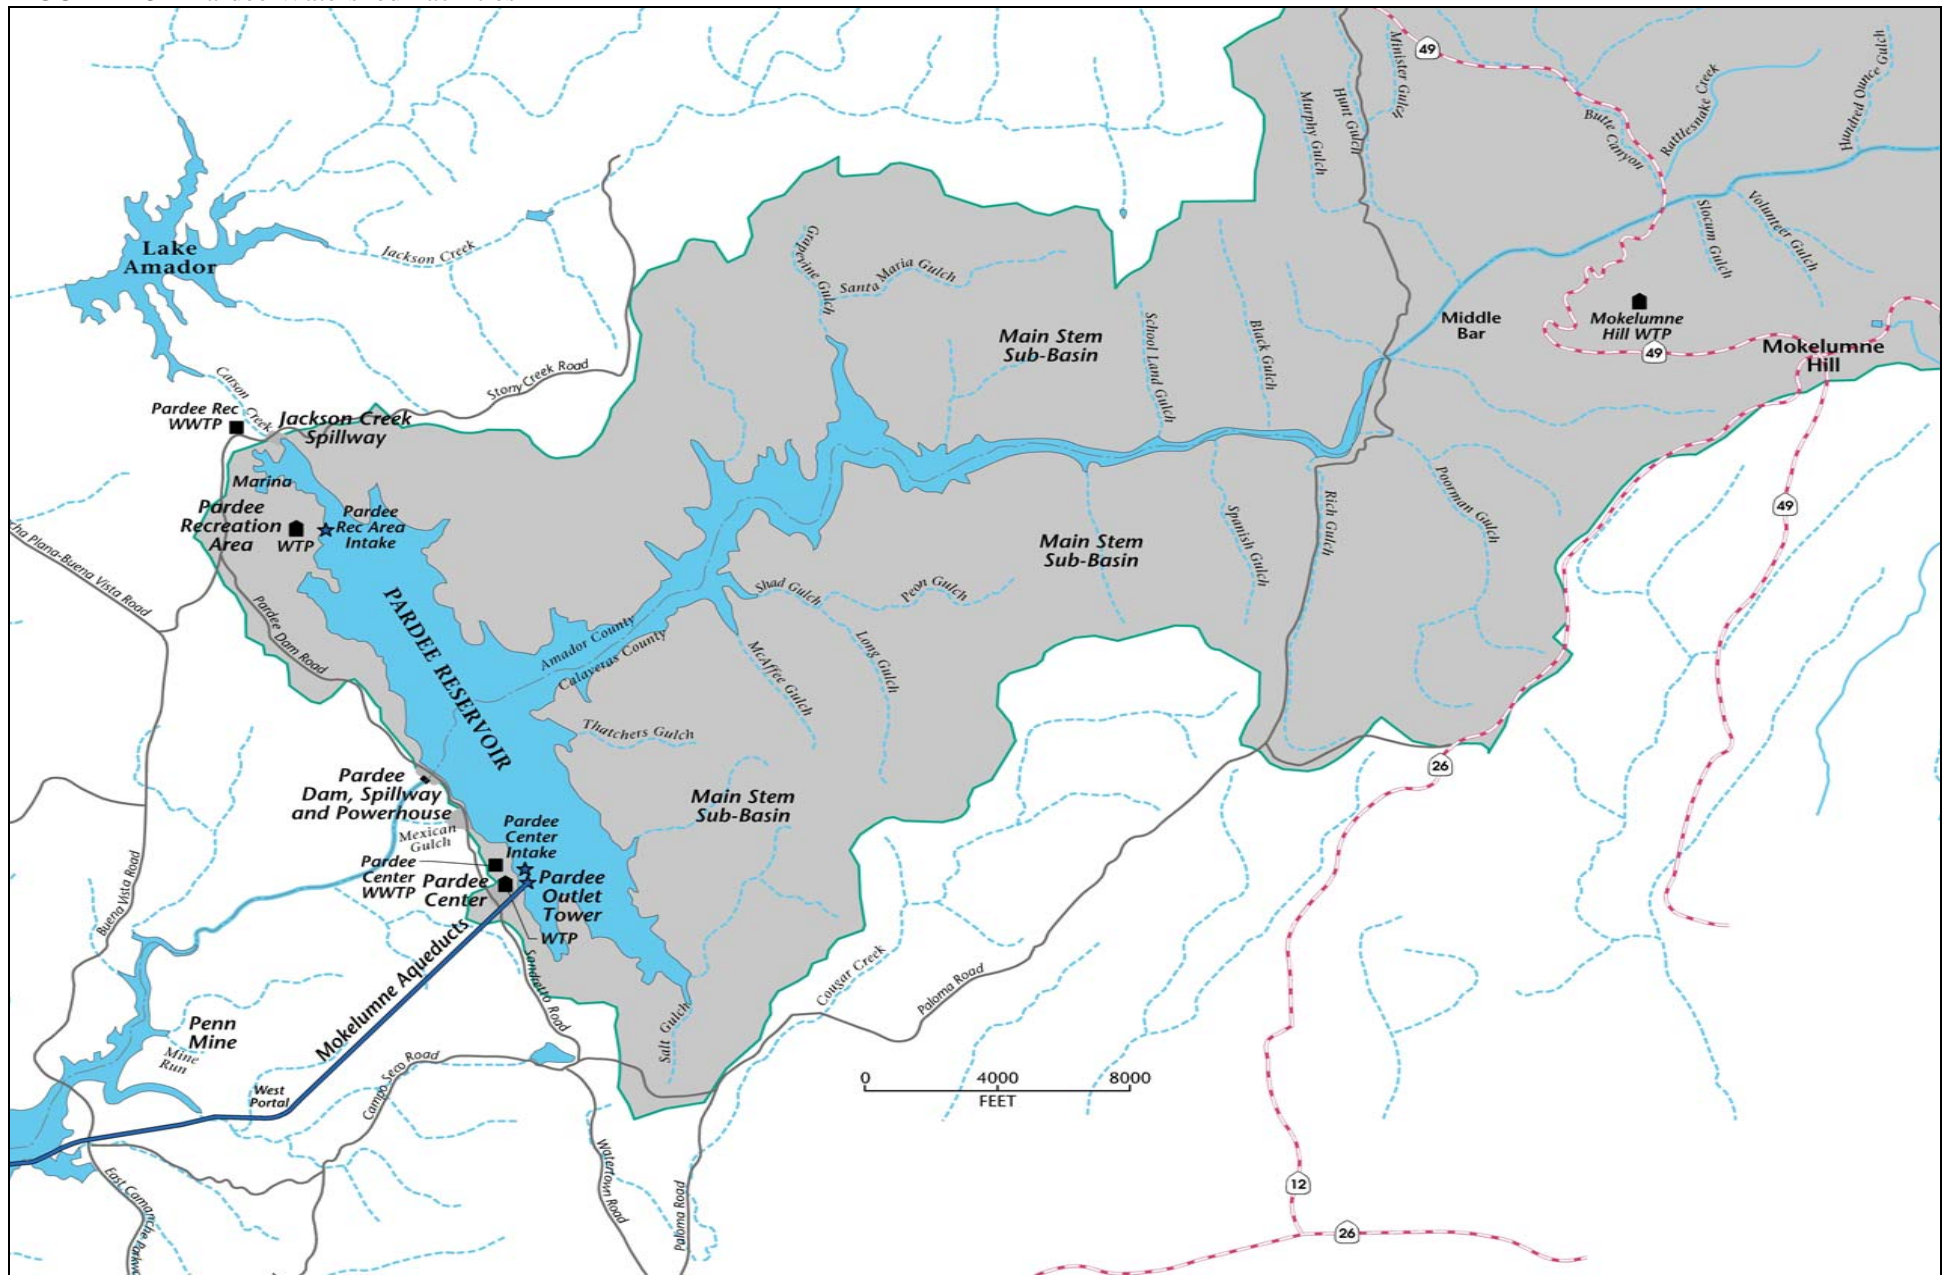 49
Minister Gulch
Hunt Gulch
Murphy Gulch
Butte Canyon
Rattlesnake Creek
Hundred Ounce Gulch
Slocum Gulch
Volunteer Gulch
Lake
Amador
Jackson Creek
Grapevine Gulch
Santa Maria Gulch
Main Stem
Sub-Basin
School Land Gulch
Black Gulch
Middle
Bar
Mokelumne
Hill WTP
49
Mokelumne
Hill
Stony Creek Road
Carson Creek
Pardee Rec
WWTP
Jackson Creek
Spillway
Marina
Pardee
Recreation
Area
WTP
Pardee
Rec Area
Intake
Main Stem
Sub-Basin
Spanish Gulch
Rich Gulch
Poorman Gulch
49
Plana-Buena Vista Road
Pardee Dam Road
PARDEE RESERVOIR
Amador County
Calaveras County
Shad Gulch
Peon Gulch
McAffee Gulch
Long Gulch
Thatchers Gulch
Main Stem
Sub-Basin
26
Pardee
Dam, Spillway
and Powerhouse
Mexican
Gulch
Pardee
Center
Intake
Pardee
Center
WWTP
Pardee
Center
Pardee
Outlet
Tower
WTP
Buena Vista Road
Mokelumne Aqueducts
Sandretto Road
Cougar Creek
Paloma Road
Salt Gulch
Penn
Mine
Mine
Run
West
Portal
Campo Seco Road
0
4000
8000
FEET
East Camanche Parkway
Watertown Road
Paloma Road
12
26